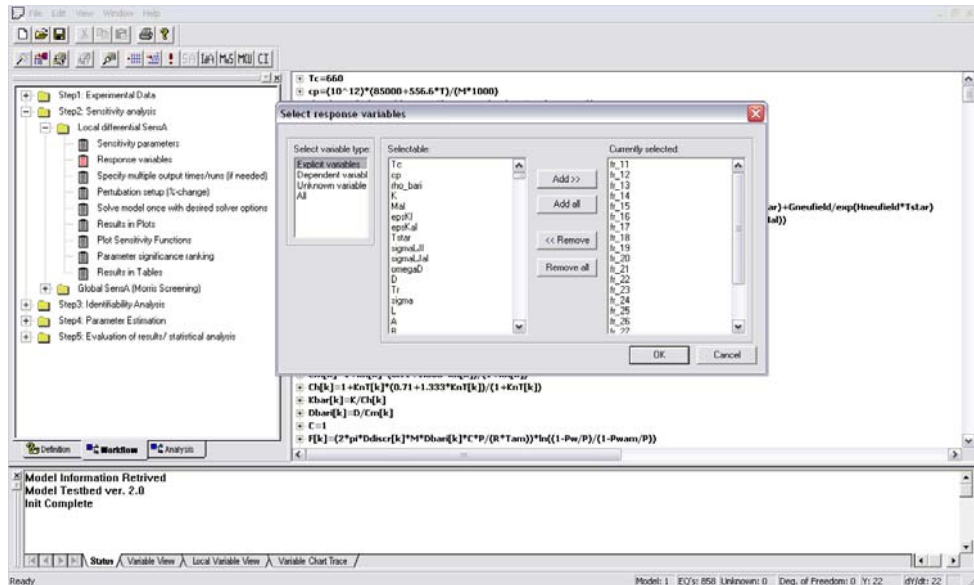 File Edit View Window Help
SA IaA MS MU CI
Step1: Experimental Data
Step2: Sensitivity analysis
Local differential SensA
Sensitivity parameters
Response variables
Specify multiple output times/runs (if needed)
Pertubation setup (%-change)
Solve model once with desired solver options
Results in Plots
Plot Sensitivity Functions
Parameter significance ranking
Results in Tables
Global SensA (Morris Screening)
Step3: Identifiability Analysis
Step4: Parameter Estimation
Step5: Evaluation of results/ statistical analysis
Definition Workflow Analysis
Tc=660
cp=(10^12)*(85000+556.6*T)/(M*1000)
Select response variables
Select variable type:
Explicit variables
Dependent variabl
Unknown variable
All
Selectable:
Tc
cp
rho_bari
K
Mal
epsKl
epsKal
Tstar
sigmaLJl
sigmaLJal
omegaD
D
Tr
sigma
L
A
B
Add >>
Add all
<< Remove
Remove all
Currently selected:
fr_11
fr_12
fr_13
fr_14
fr_15
fr_16
fr_17
fr_18
fr_19
fr_20
fr_21
fr_22
fr_23
fr_24
fr_25
fr_26
fr_27
OK Cancel
ar)+Gneufield/exp(Hneufield*Tstar)
lal))
Ch[k]=1+KnT[k]*(0.71+1.333*KnT[k])/(1+KnT[k])
Kbar[k]=K/Ch[k]
Dbari[k]=D/Cm[k]
C=1
F[k]=(2*pi*Ddiscr[k]*M*Dbari[k]*C*P/(R*Tam))*ln((1-Pw/P)/(1-Pwam/P))
Model Information Retrived
Model Testbed ver. 2.0
Init Complete
Status Variable View Local Variable View Variable Chart Trace
Ready
Model: 1 EQ's: 858 Unknown: 0 Deg. of Freedom: 0 Y: 22 dY/dt: 22